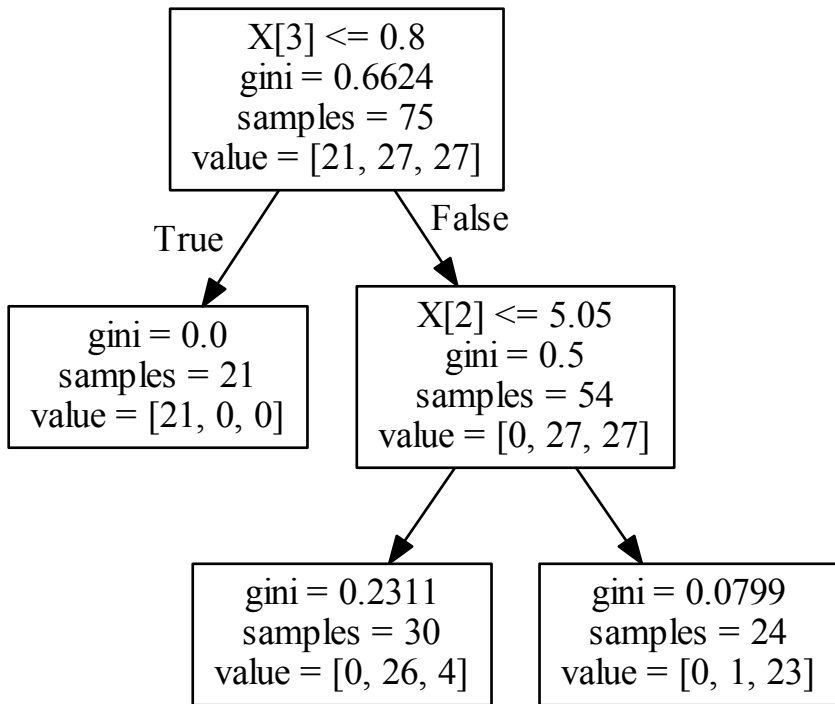 X[3] <= 0.8
gini = 0.6624
samples = 75
value = [21, 27, 27]
True
False
gini = 0.0
samples = 21
value = [21, 0, 0]
X[2] <= 5.05
gini = 0.5
samples = 54
value = [0, 27, 27]
gini = 0.2311
samples = 30
value = [0, 26, 4]
gini = 0.0799
samples = 24
value = [0, 1, 23]